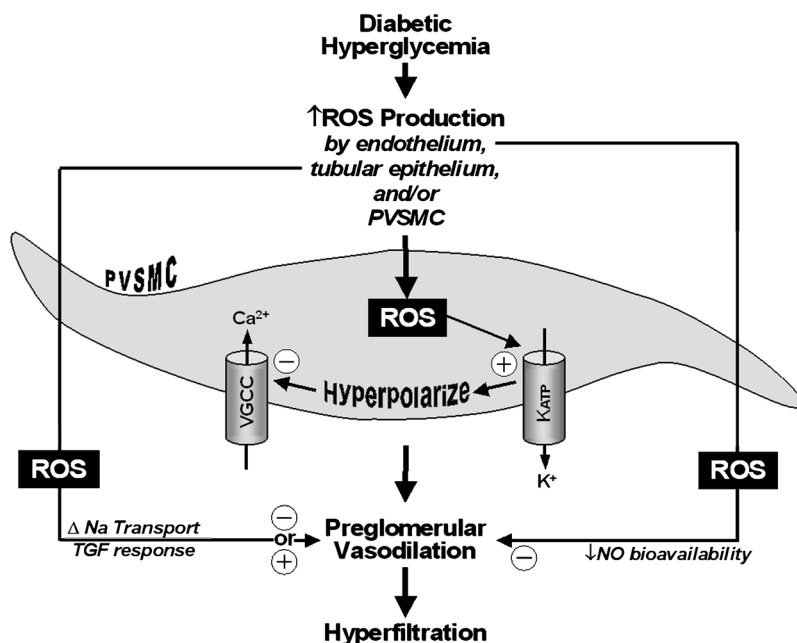 Diabetic
Hyperglycemia
↑ROS Production
by endothelium,
tubular epithelium,
and/or
PVSMC
PVSMC
ROS
Ca²⁺
−
+
VGCC
Hyperpolarize
KATP
K⁺
ROS
ROS
Δ Na Transport
TGF response
−
or
+
Preglomerular
Vasodilation
−
↓NO bioavailability
Hyperfiltration